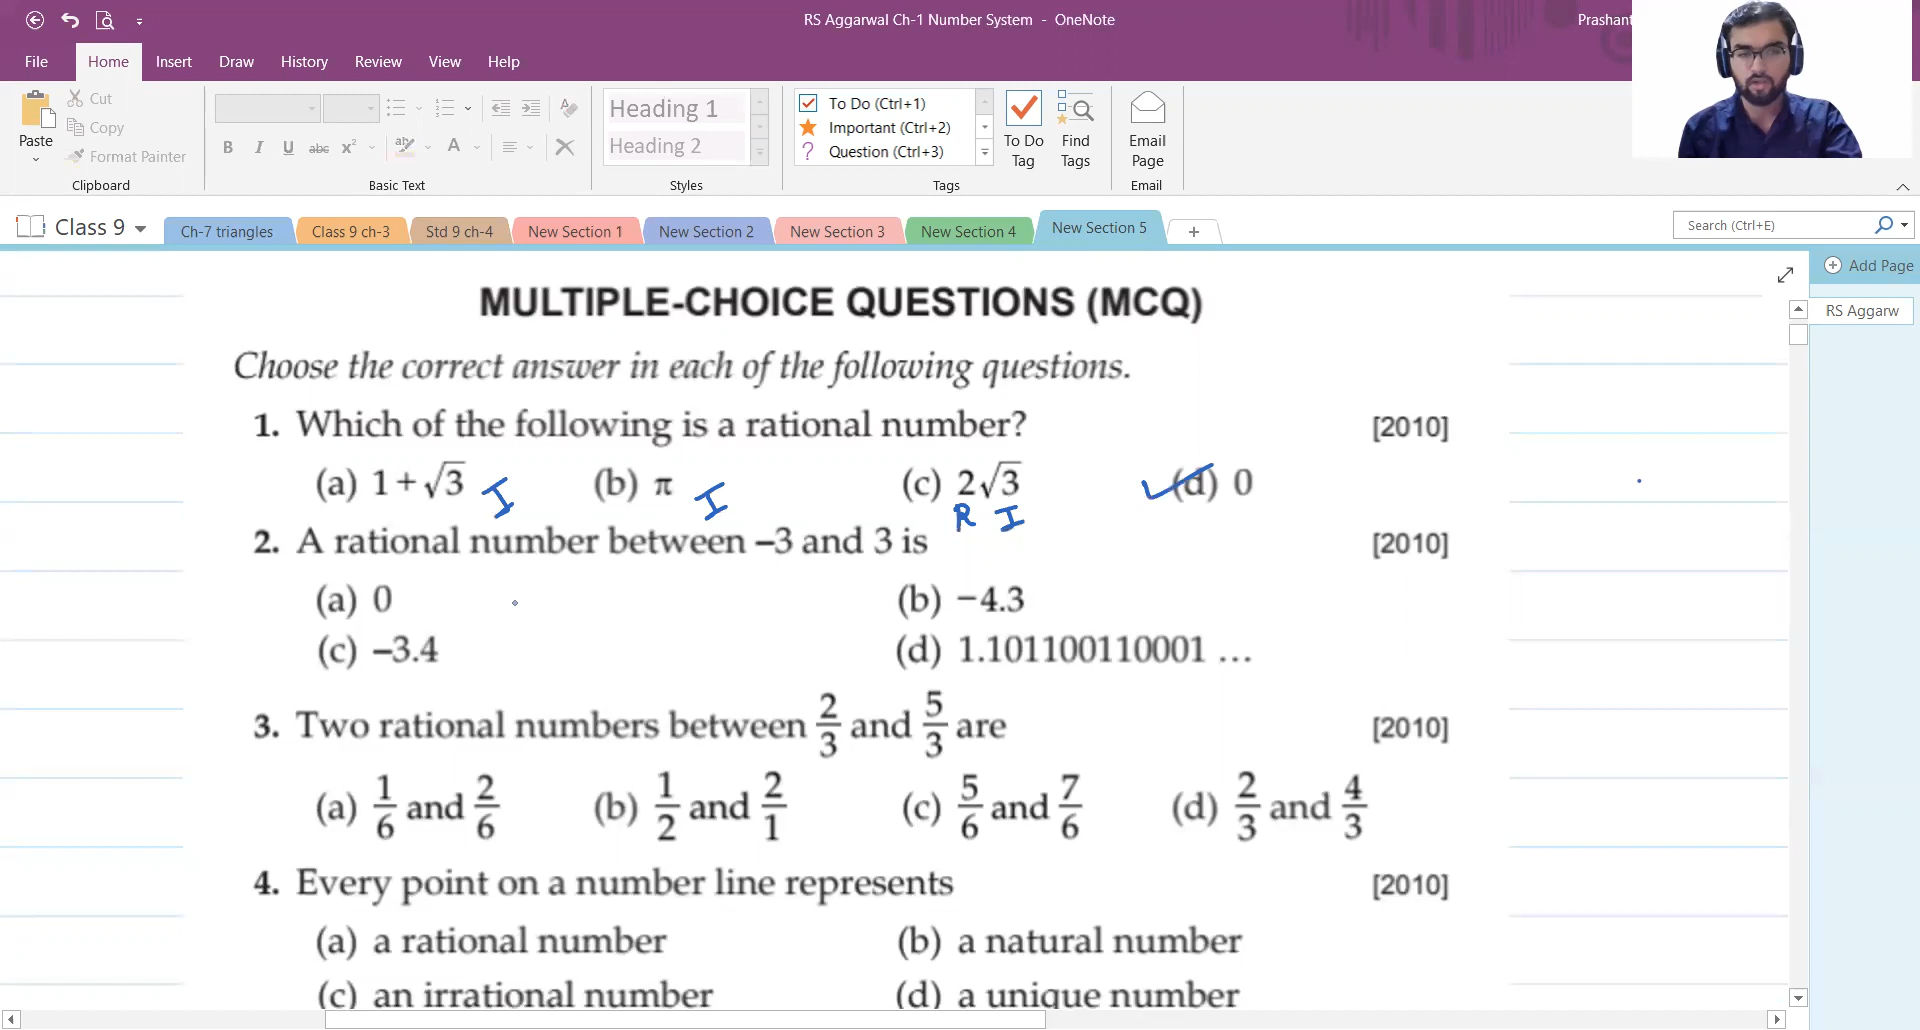 RS Aggarwal Ch-1 Number System - OneNote
Prashant
File Home Insert Draw History Review View Help
Cut
Copy
Format Painter
Paste
Clipboard
B I U abc x² A
Basic Text
Heading 1
Heading 2
Styles
To Do (Ctrl+1)
Important (Ctrl+2)
? Question (Ctrl+3)
Tags
To Do Tag
Find Tags
Email Page
Email
Class 9
Ch-7 triangles
Class 9 ch-3
Std 9 ch-4
New Section 1
New Section 2
New Section 3
New Section 4
New Section 5
+
Search (Ctrl+E)
Add Page
RS Aggarw
MULTIPLE-CHOICE QUESTIONS (MCQ)
Choose the correct answer in each of the following questions.
1. Which of the following is a rational number? [2010]
(a) 1 + √3 I (b) π I (c) 2√3 (d) 0
R I
2. A rational number between –3 and 3 is [2010]
(a) 0 (b) –4.3
(c) –3.4 (d) 1.101100110001 ...
3. Two rational numbers between 2/3 and 5/3 are [2010]
(a) 1/6 and 2/6 (b) 1/2 and 2/1 (c) 5/6 and 7/6 (d) 2/3 and 4/3
4. Every point on a number line represents [2010]
(a) a rational number (b) a natural number
(c) an irrational number (d) a unique number